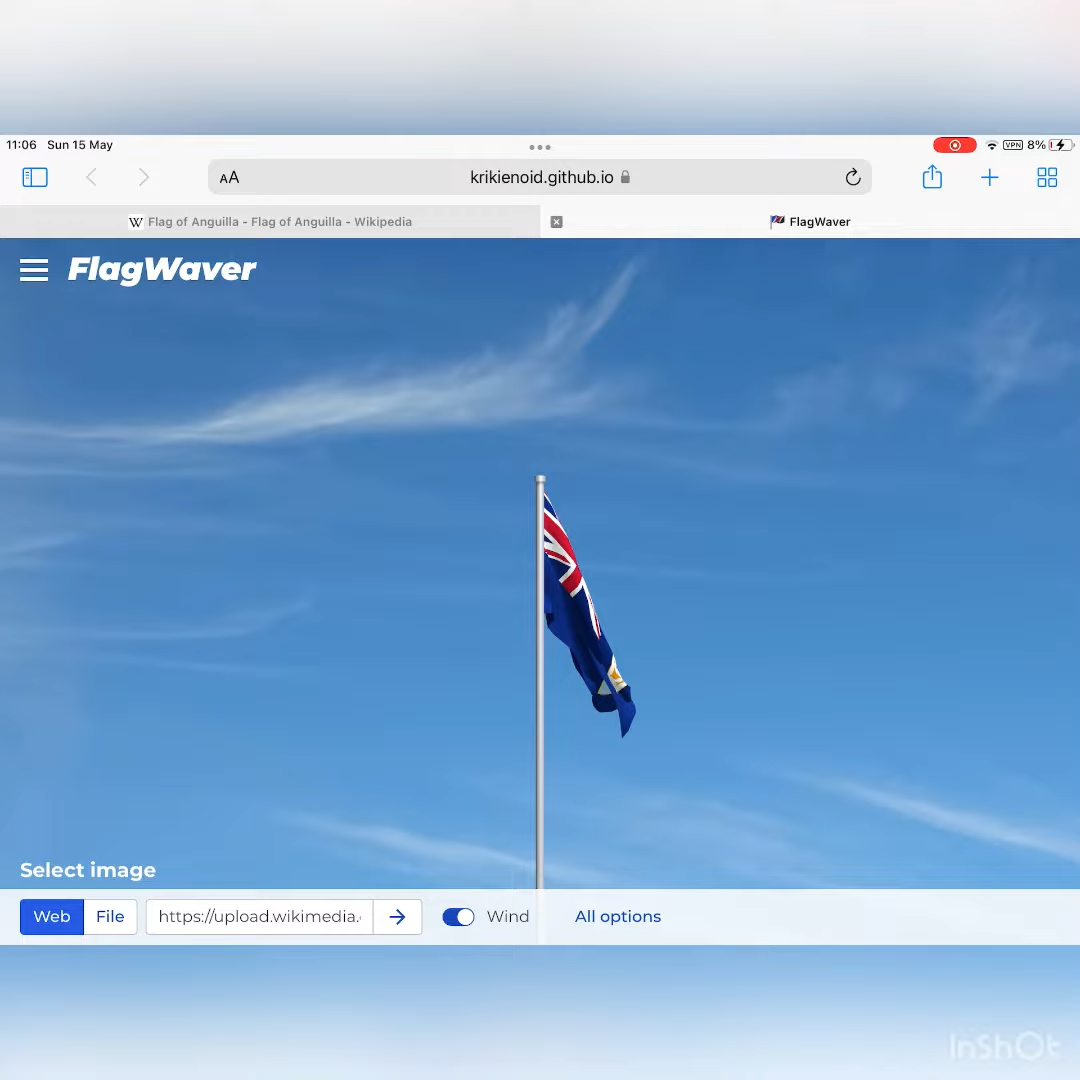 11:06 Sun 15 May
VPN 8%
AA krikienoid.github.io
W Flag of Anguilla - Flag of Anguilla - Wikipedia
FlagWaver
FlagWaver
Select image
Web File https://upload.wikimedia. Wind All options
InShOt